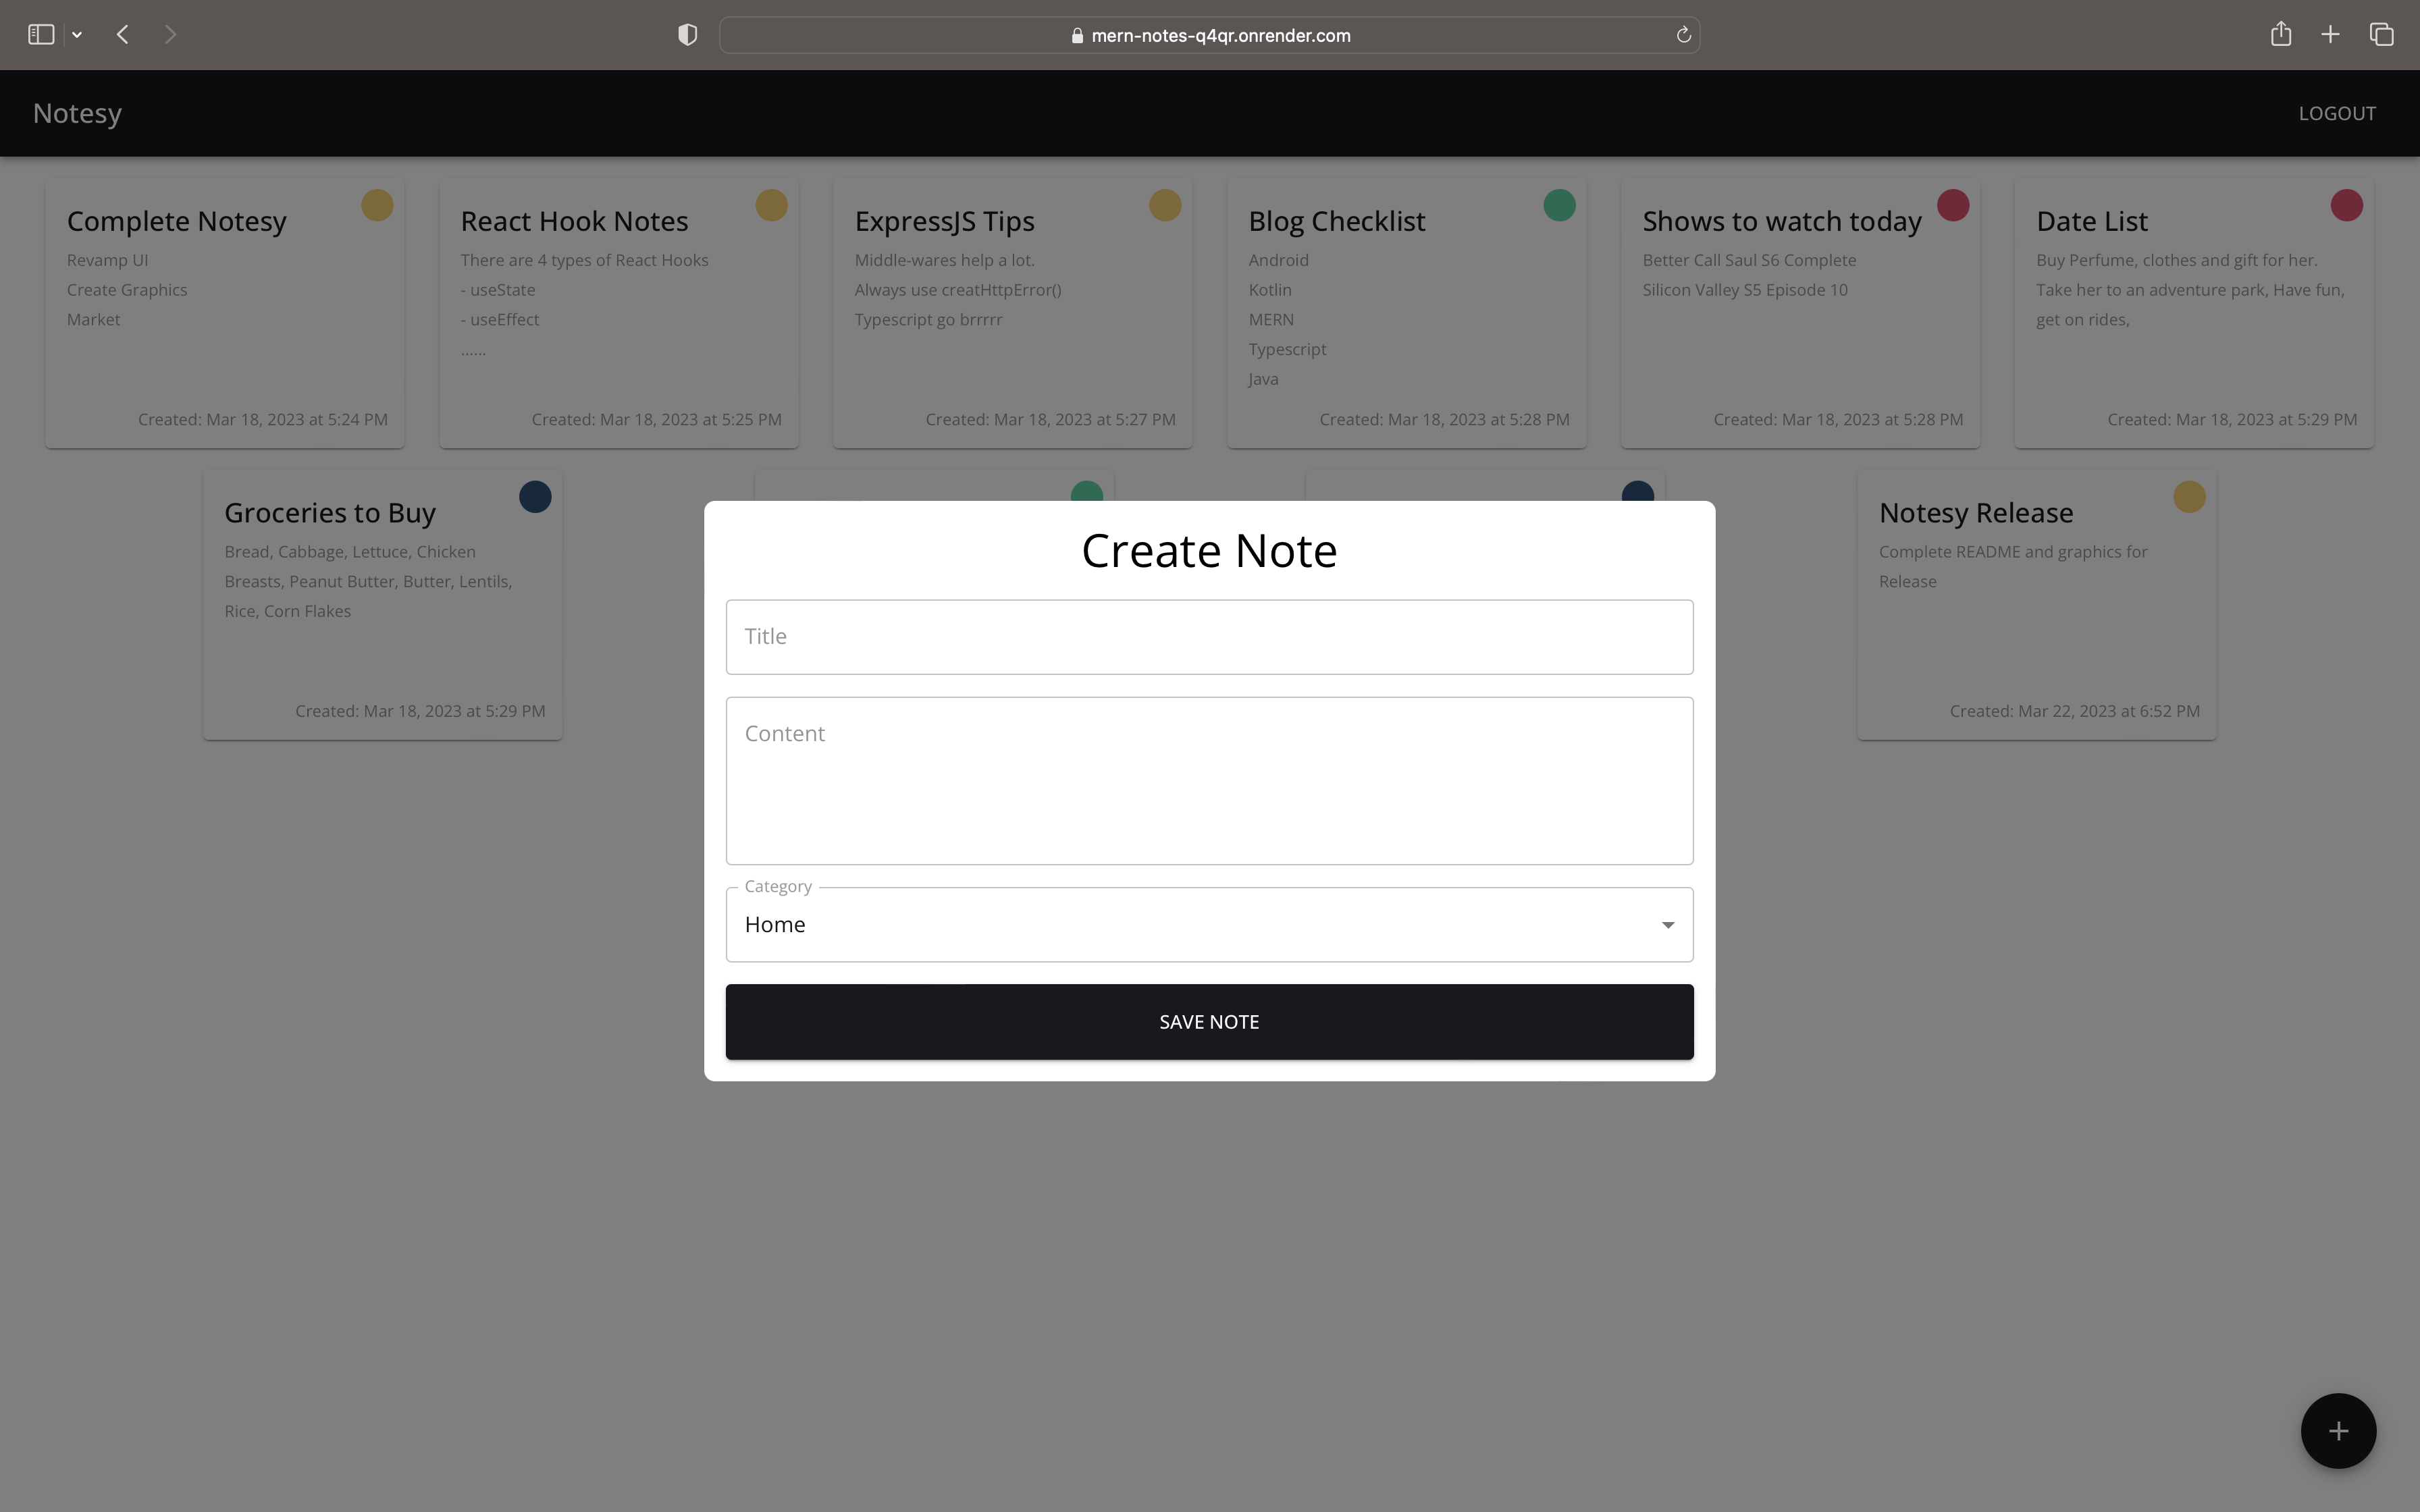 mern-notes-q4qr.onrender.com
Notesy
LOGOUT
Complete Notesy
Revamp UI
Create Graphics
Market
Created: Mar 18, 2023 at 5:24 PM
React Hook Notes
There are 4 types of React Hooks
- useState
- useEffect
......
Created: Mar 18, 2023 at 5:25 PM
ExpressJS Tips
Middle-wares help a lot.
Always use creatHttpError()
Typescript go brrrrr
Created: Mar 18, 2023 at 5:27 PM
Blog Checklist
Android
Kotlin
MERN
Typescript
Java
Created: Mar 18, 2023 at 5:28 PM
Shows to watch today
Better Call Saul S6 Complete
Silicon Valley S5 Episode 10
Created: Mar 18, 2023 at 5:28 PM
Date List
Buy Perfume, clothes and gift for her.
Take her to an adventure park, Have fun,
get on rides,
Created: Mar 18, 2023 at 5:29 PM
Groceries to Buy
Bread, Cabbage, Lettuce, Chicken
Breasts, Peanut Butter, Butter, Lentils,
Rice, Corn Flakes
Created: Mar 18, 2023 at 5:29 PM
Notesy Release
Complete README and graphics for
Release
Created: Mar 22, 2023 at 6:52 PM
Create Note
Title
Content
Category
Home
SAVE NOTE